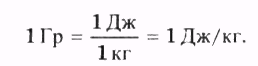 1 Гр = 1 Дж / 1 кг = 1 Дж/кг.